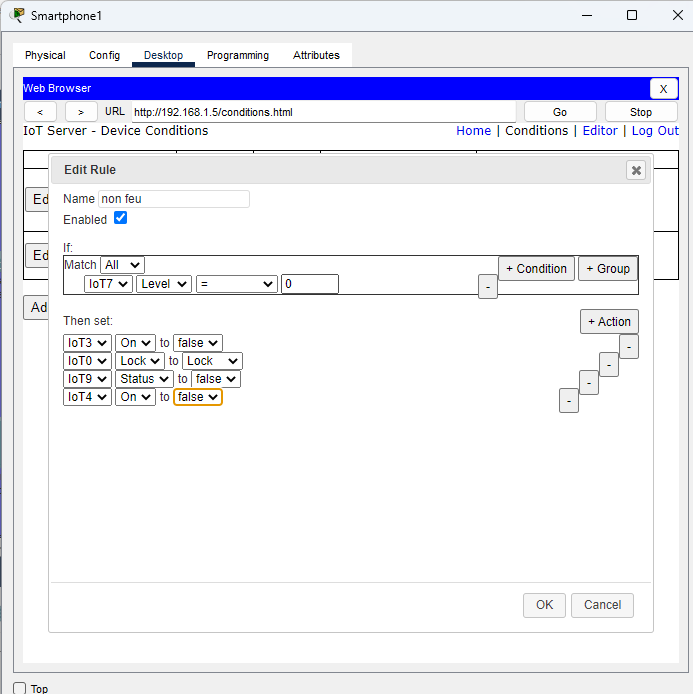 Smartphone1
Physical Config Desktop Programming Attributes
Web Browser X
< > URL http://192.168.1.5/conditions.html Go Stop
IoT Server - Device Conditions Home | Conditions | Editor | Log Out
Edit Rule
Ed
Name non feu
Enabled
If:
Ed
Match All + Condition + Group
IoT7 Level = 0 -
Ad
Then set: + Action
IoT3 On to false -
IoT0 Lock to Lock -
IoT9 Status to false -
IoT4 On to false -
OK Cancel
Top